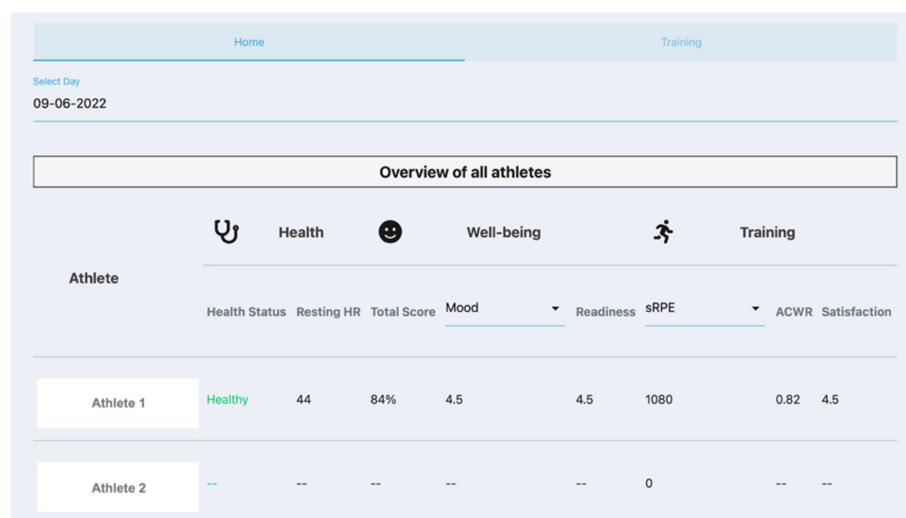 Home Training
Select Day
09-06-2022
Overview of all athletes
Health Well-being Training
Athlete
Health Status Resting HR Total Score Mood Readiness sRPE ACWR Satisfaction
Athlete 1 Healthy 44 84% 4.5 4.5 1080 0.82 4.5
Athlete 2 -- -- -- -- -- 0 -- --